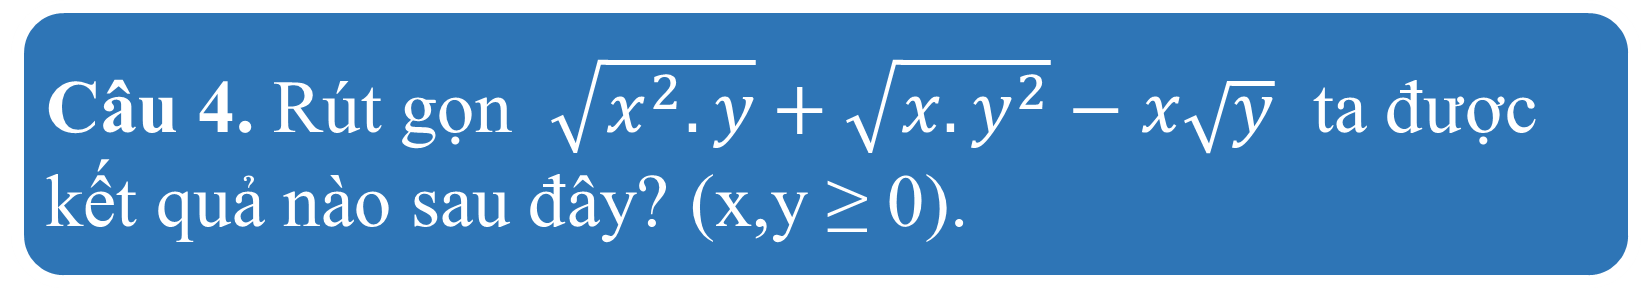 Câu 4. Rút gọn √(x².y) + √(x.y²) − x√y ta được
kết quả nào sau đây? (x,y ≥ 0).